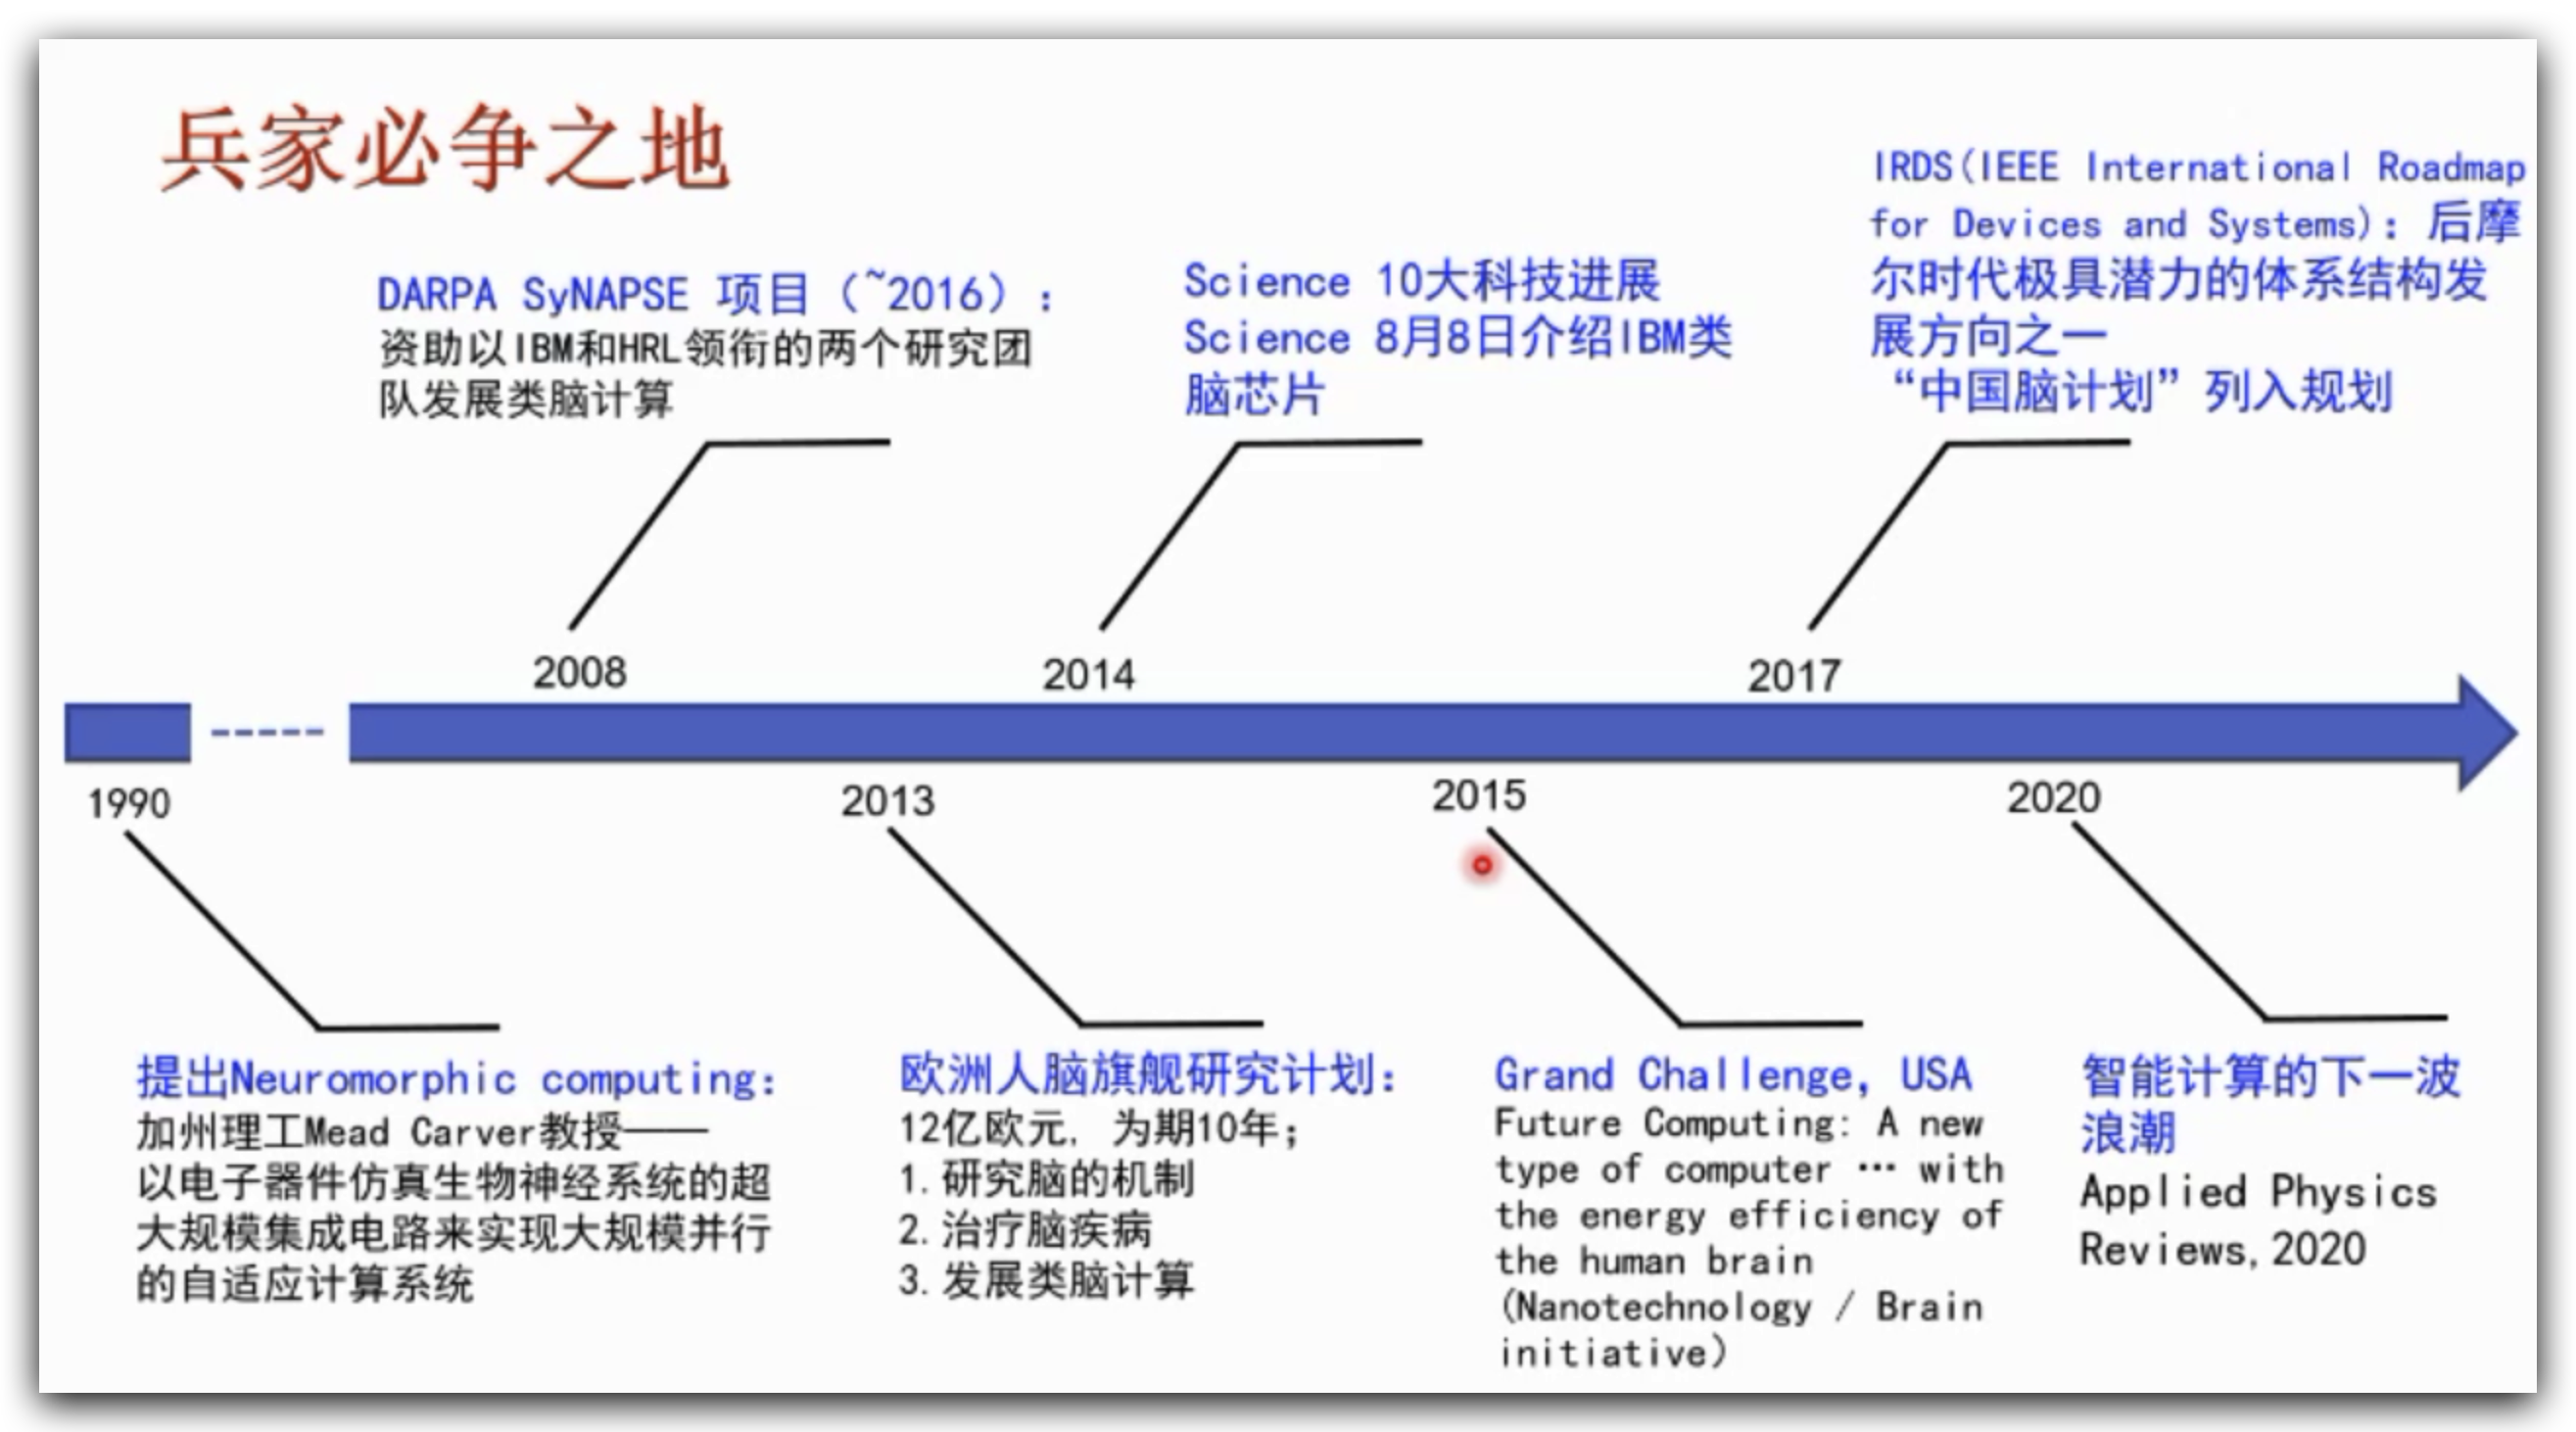 兵家必争之地
DARPA SyNAPSE 项目（~2016）：
资助以IBM和HRL领衔的两个研究团
队发展类脑计算
Science 10大科技进展
Science 8月8日介绍IBM类
脑芯片
IRDS(IEEE International Roadmap
for Devices and Systems)：后摩
尔时代极具潜力的体系结构发
展方向之一
“中国脑计划”列入规划
2008
2014
2017
1990
2013
2015
2020
提出Neuromorphic computing：
加州理工Mead Carver教授——
以电子器件仿真生物神经系统的超
大规模集成电路来实现大规模并行
的自适应计算系统
欧洲人脑旗舰研究计划：
12亿欧元，为期10年；
1. 研究脑的机制
2. 治疗脑疾病
3. 发展类脑计算
Grand Challenge, USA
Future Computing: A new
type of computer … with
the energy efficiency of
the human brain
(Nanotechnology / Brain
initiative)
智能计算的下一波
浪潮
Applied Physics
Reviews, 2020